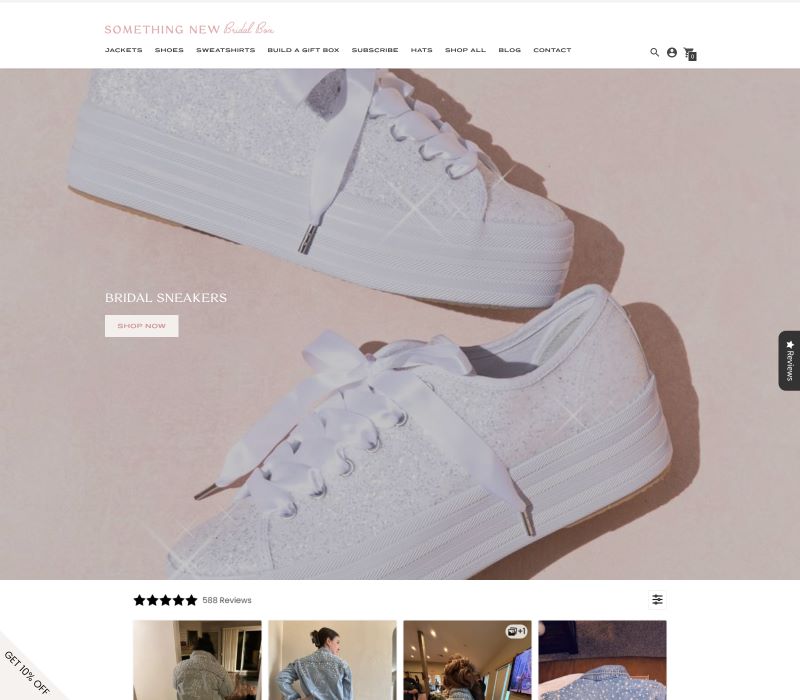 SOMETHING NEW Bridal Box
JACKETS SHOES SWEATSHIRTS BUILD A GIFT BOX SUBSCRIBE HATS SHOP ALL BLOG CONTACT
0
BRIDAL SNEAKERS
SHOP NOW
Reviews
588 Reviews
+1
GET 10% OFF